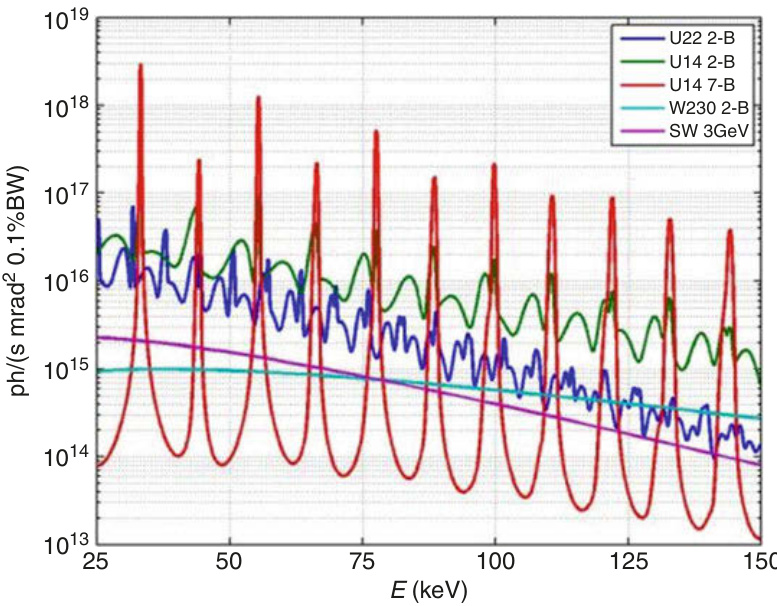 10^19
10^18
10^17
10^16
10^15
10^14
10^13
ph/(s mrad² 0.1%BW)
U22 2-B
U14 2-B
U14 7-B
W230 2-B
SW 3GeV
25 50 75 100 125 150
E (keV)